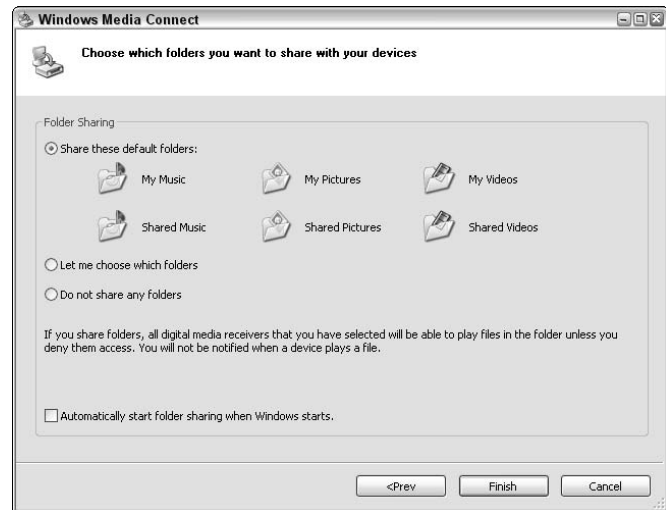 Windows Media Connect
Choose which folders you want to share with your devices
Folder Sharing
Share these default folders:
My Music My Pictures My Videos
Shared Music Shared Pictures Shared Videos
Let me choose which folders
Do not share any folders
If you share folders, all digital media receivers that you have selected will be able to play files in the folder unless you
deny them access. You will not be notified when a device plays a file.
Automatically start folder sharing when Windows starts.
<Prev Finish Cancel